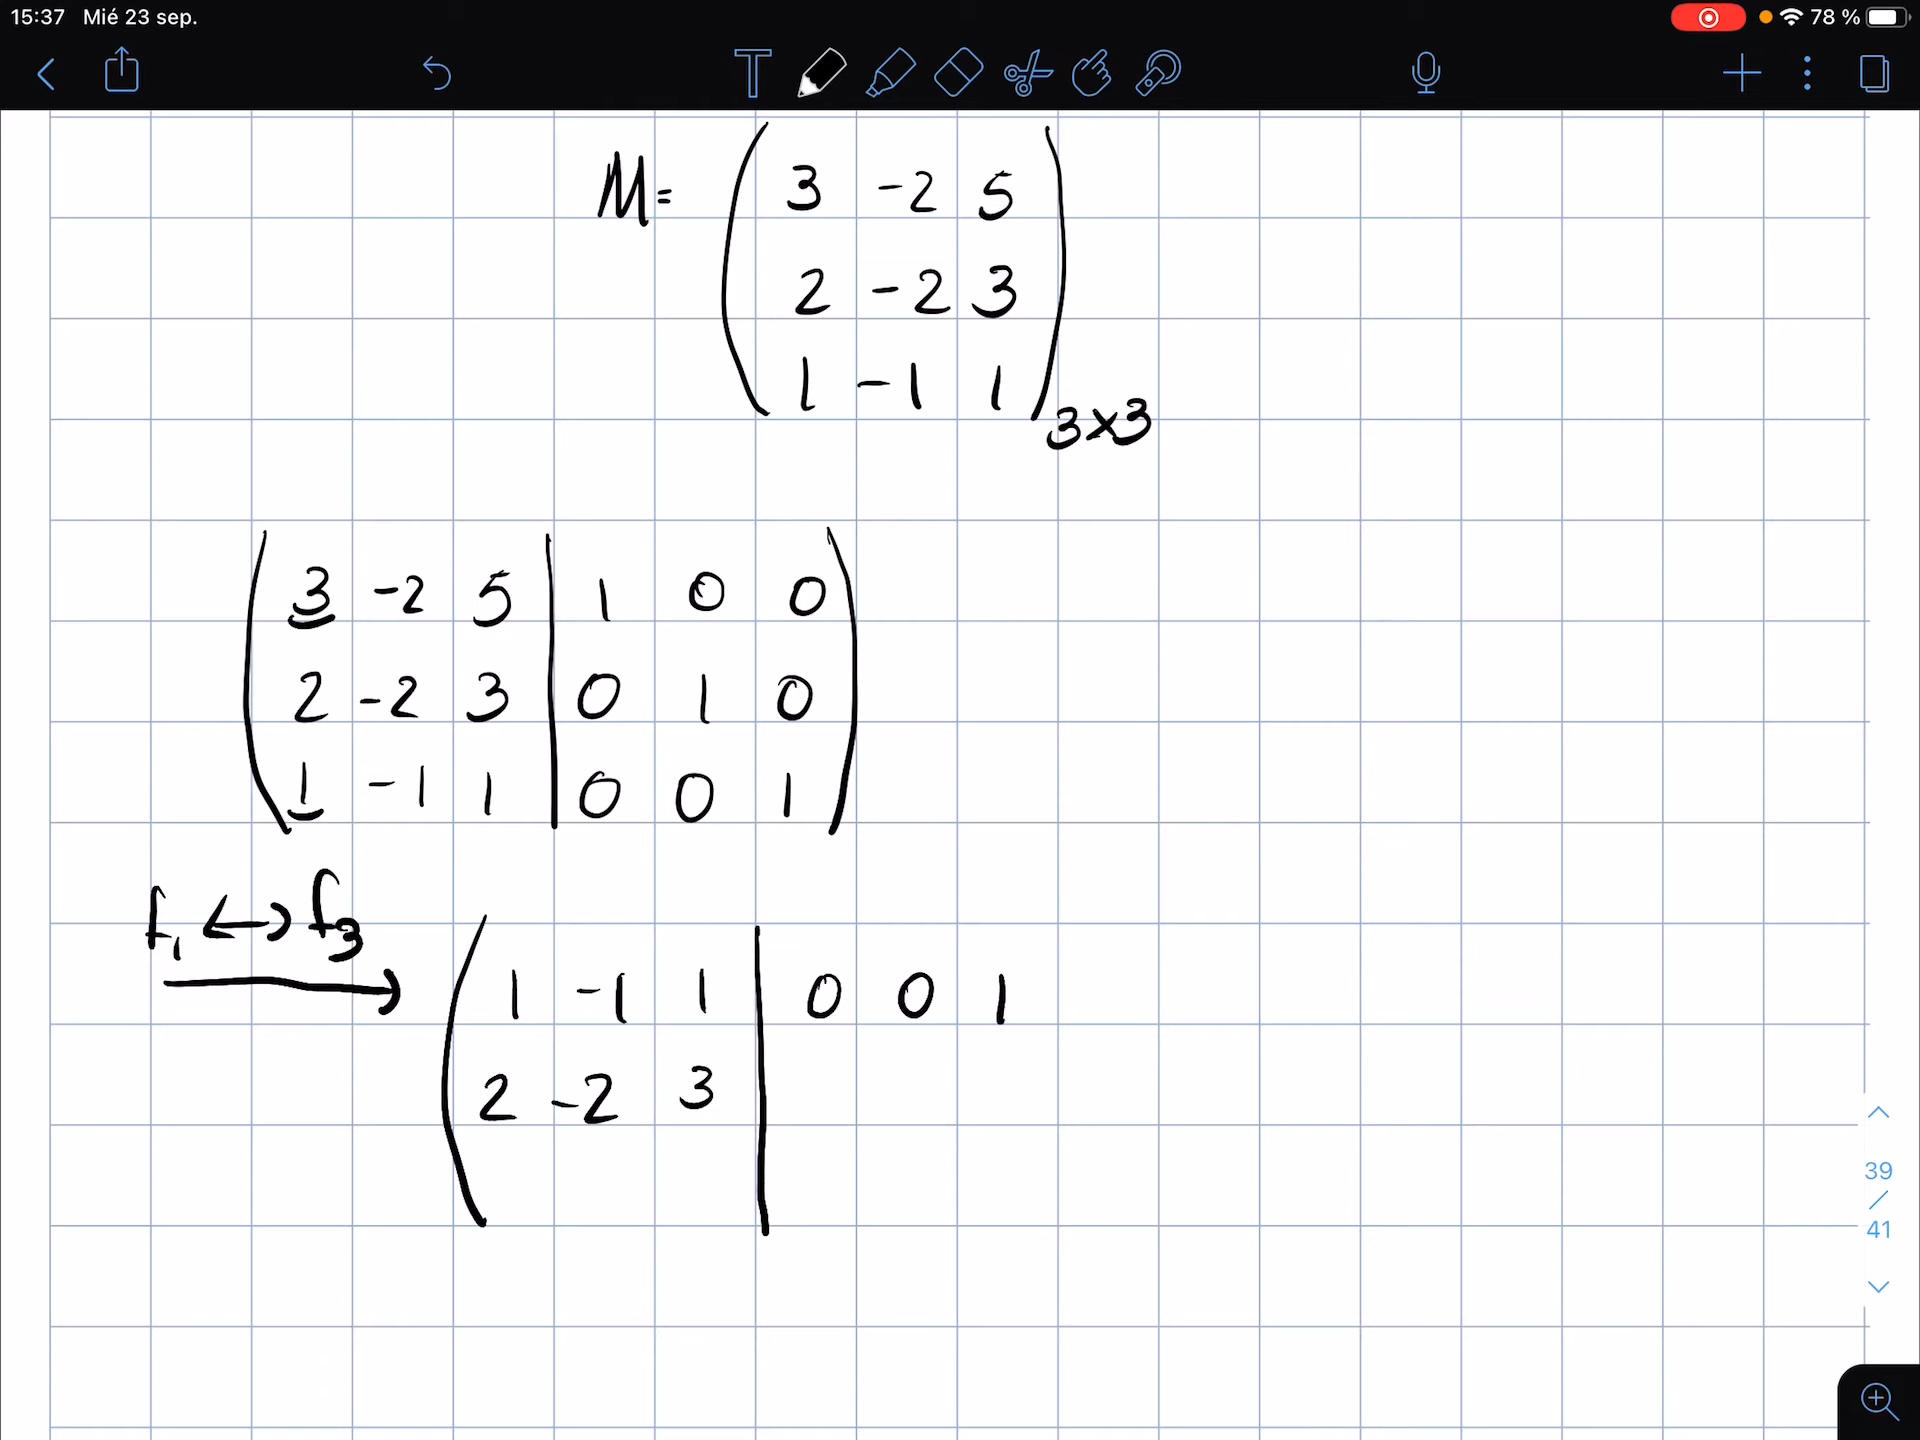 15:37 Mié 23 sep. 78 %
T
M= ( 3 -2 5
2 -2 3
1 -1 1 ) 3x3
( 3 -2 5 | 1 0 0
2 -2 3 | 0 1 0
1 -1 1 | 0 0 1 )
f1 ↔ f3
→ ( 1 -1 1 | 0 0 1
2 -2 3 |
39
/
41